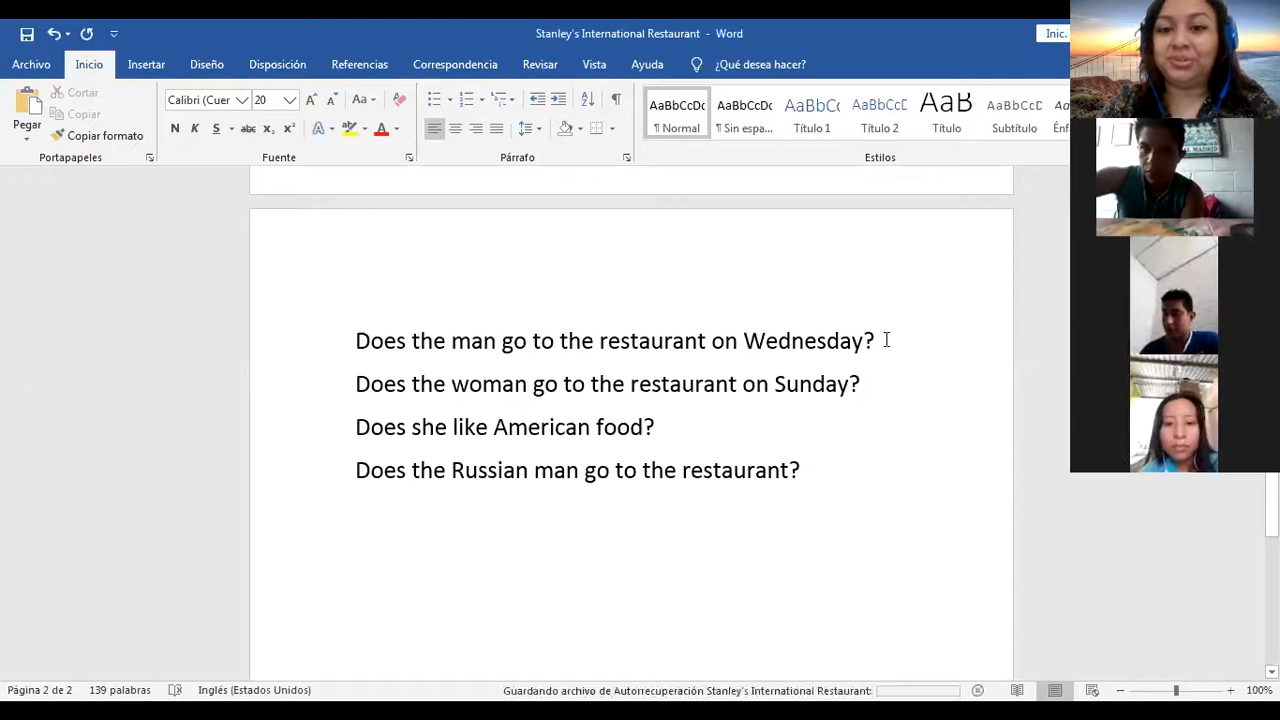 Stanley's International Restaurant - Word
Inic.
Archivo Inicio Insertar Diseño Disposición Referencias Correspondencia Revisar Vista Ayuda ¿Qué desea hacer?
Pegar
Cortar
Copiar
Copiar formato
Portapapeles
Calibri (Cuer 20
Fuente
Párrafo
AaBbCcDc AaBbCcDc AaBbCc AaBbCcD AaB AaBbCcD
¶ Normal ¶ Sin espa... Título 1 Título 2 Título Subtítulo
Estilos
Does the man go to the restaurant on Wednesday?
Does the woman go to the restaurant on Sunday?
Does she like American food?
Does the Russian man go to the restaurant?
Página 2 de 2 139 palabras Inglés (Estados Unidos) Guardando archivo de Autorrecuperación Stanley's International Restaurant: 100%